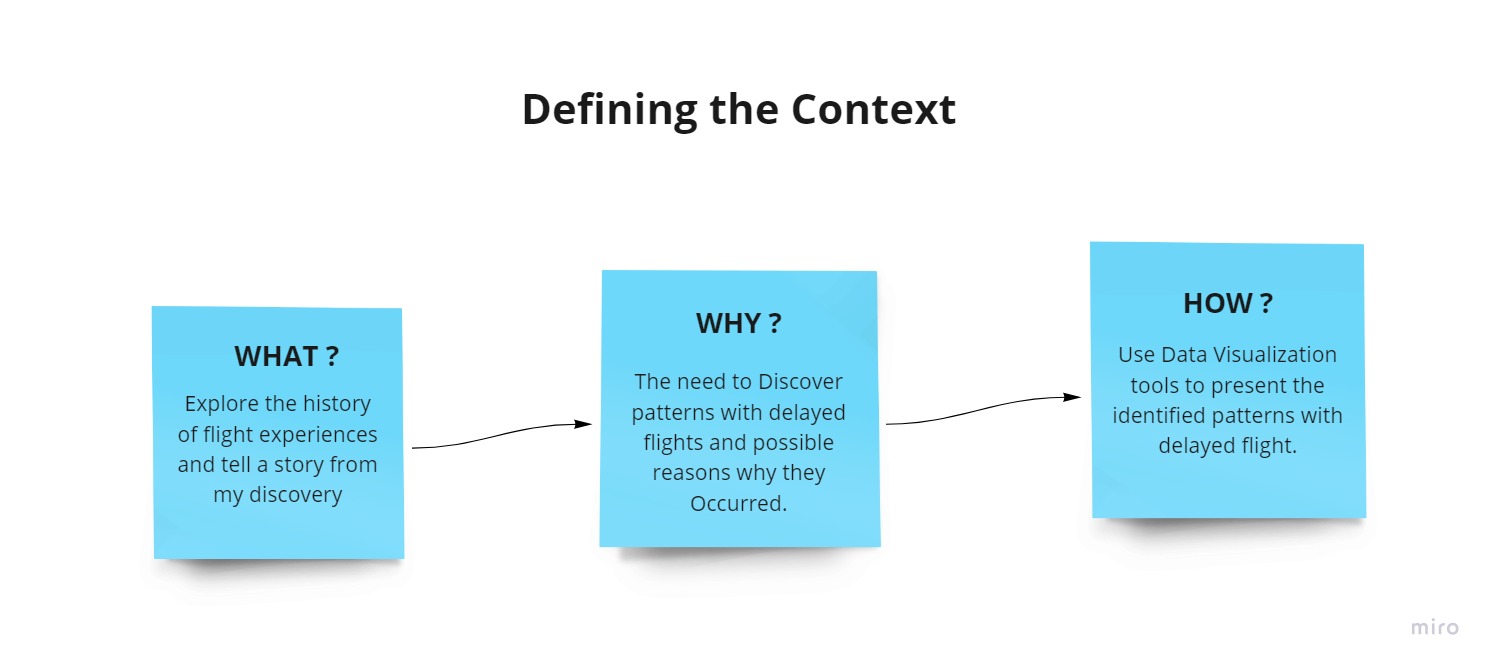 Defining the Context
WHAT ?
Explore the history
of flight experiences
and tell a story from
my discovery
WHY ?
The need to Discover
patterns with delayed
flights and possible
reasons why they
Occurred.
HOW ?
Use Data Visualization
tools to present the
identified patterns with
delayed flight.
miro